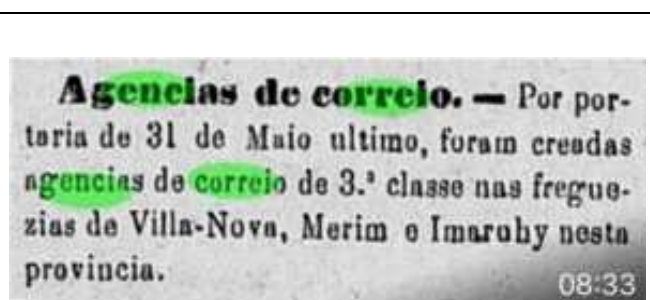 Agencias de correio. — Por por-
taria de 31 de Maio ultimo, foram creadas
agencias de correio de 3.ª classe nas fregue-
zias de Villa-Nova, Merim e Imaruhy nesta
provincia.
08:33